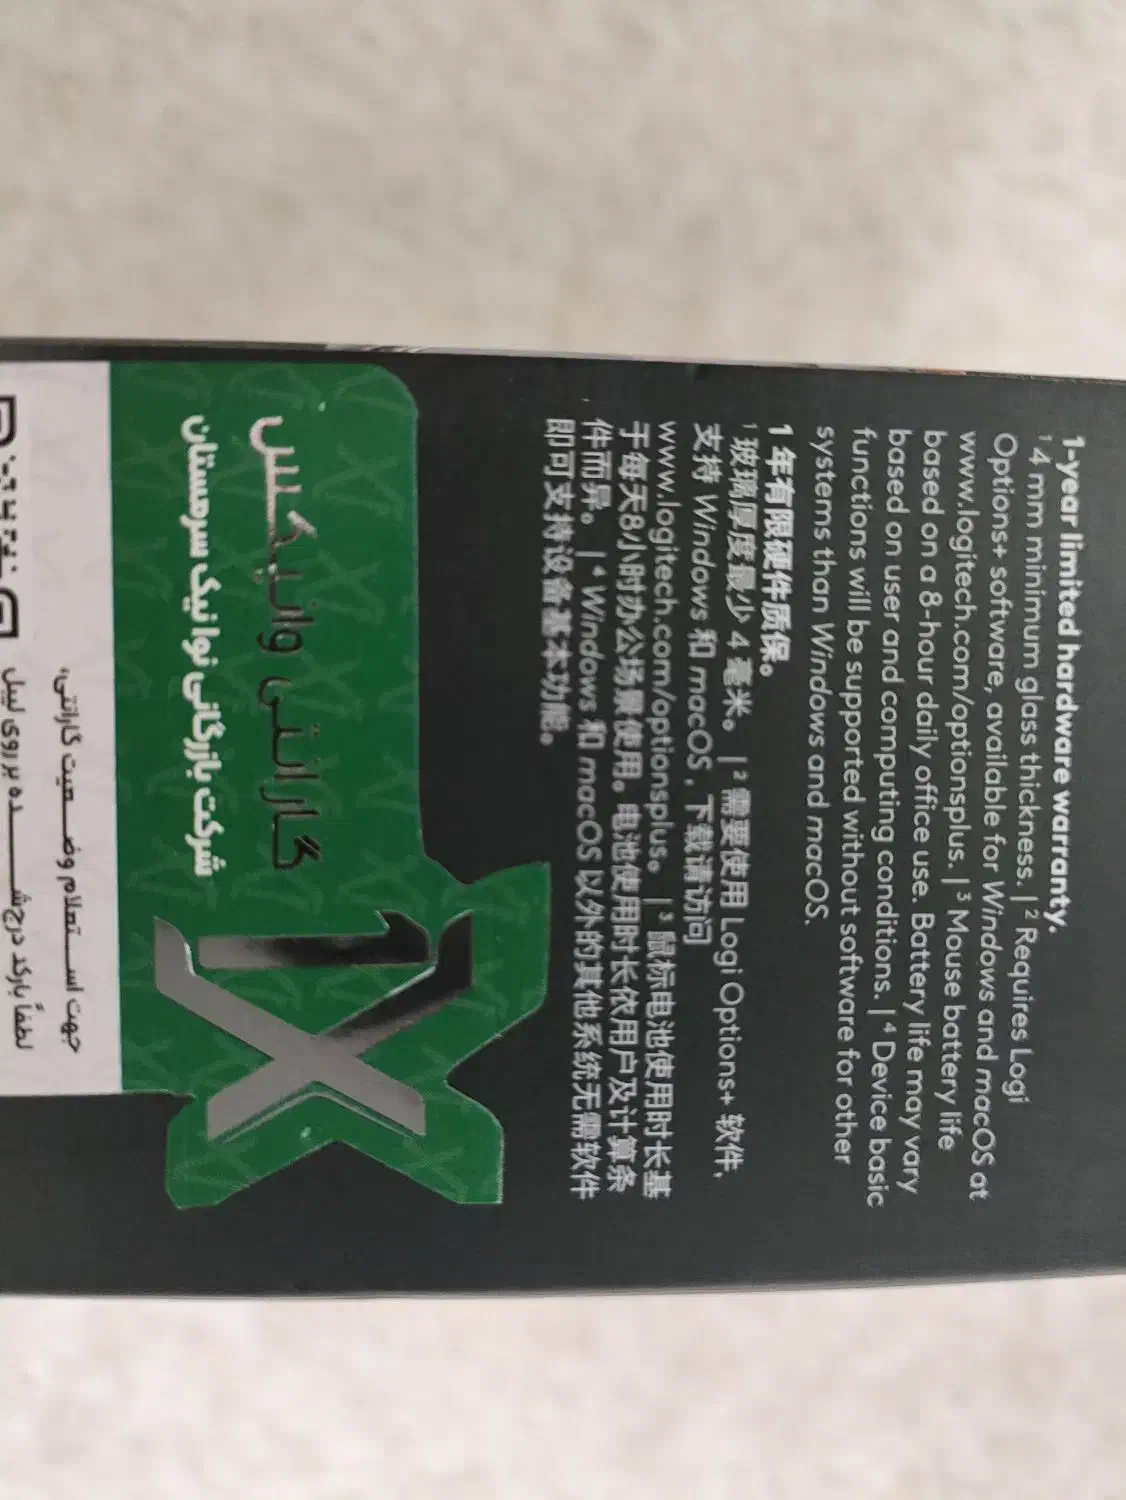 1-year limited hardware warranty.
¹ 4 mm minimum glass thickness. | ² Requires Logi
Options+ software, available for Windows and macOS at
www.logitech.com/optionsplus. | ³ Mouse battery life
based on a 8-hour daily office use. Battery life may vary
based on user and computing conditions. | ⁴ Device basic
functions will be supported without software for other
systems than Windows and macOS.
1 年有限硬件质保。
¹ 玻璃厚度最少 4 毫米。 | ² 需要使用 Logi Options+ 软件,
支持 Windows 和 macOS , 下载请访问
www.logitech.com/optionsplus。 | ³ 鼠标电池使用时长基
于每天8小时办公场景使用。电池使用时长依用户及计算条
件而异。 | ⁴ Windows 和 macOS 以外的其他系统无需软件
即可支持设备基本功能。
1X
گارانتی وانیکس
شرکت بازرگانی نوا نیک سرمستان
جهت استعلام وضعیت گارانتی،
لطفاً بارکد درج‌شده بر روی لیبل